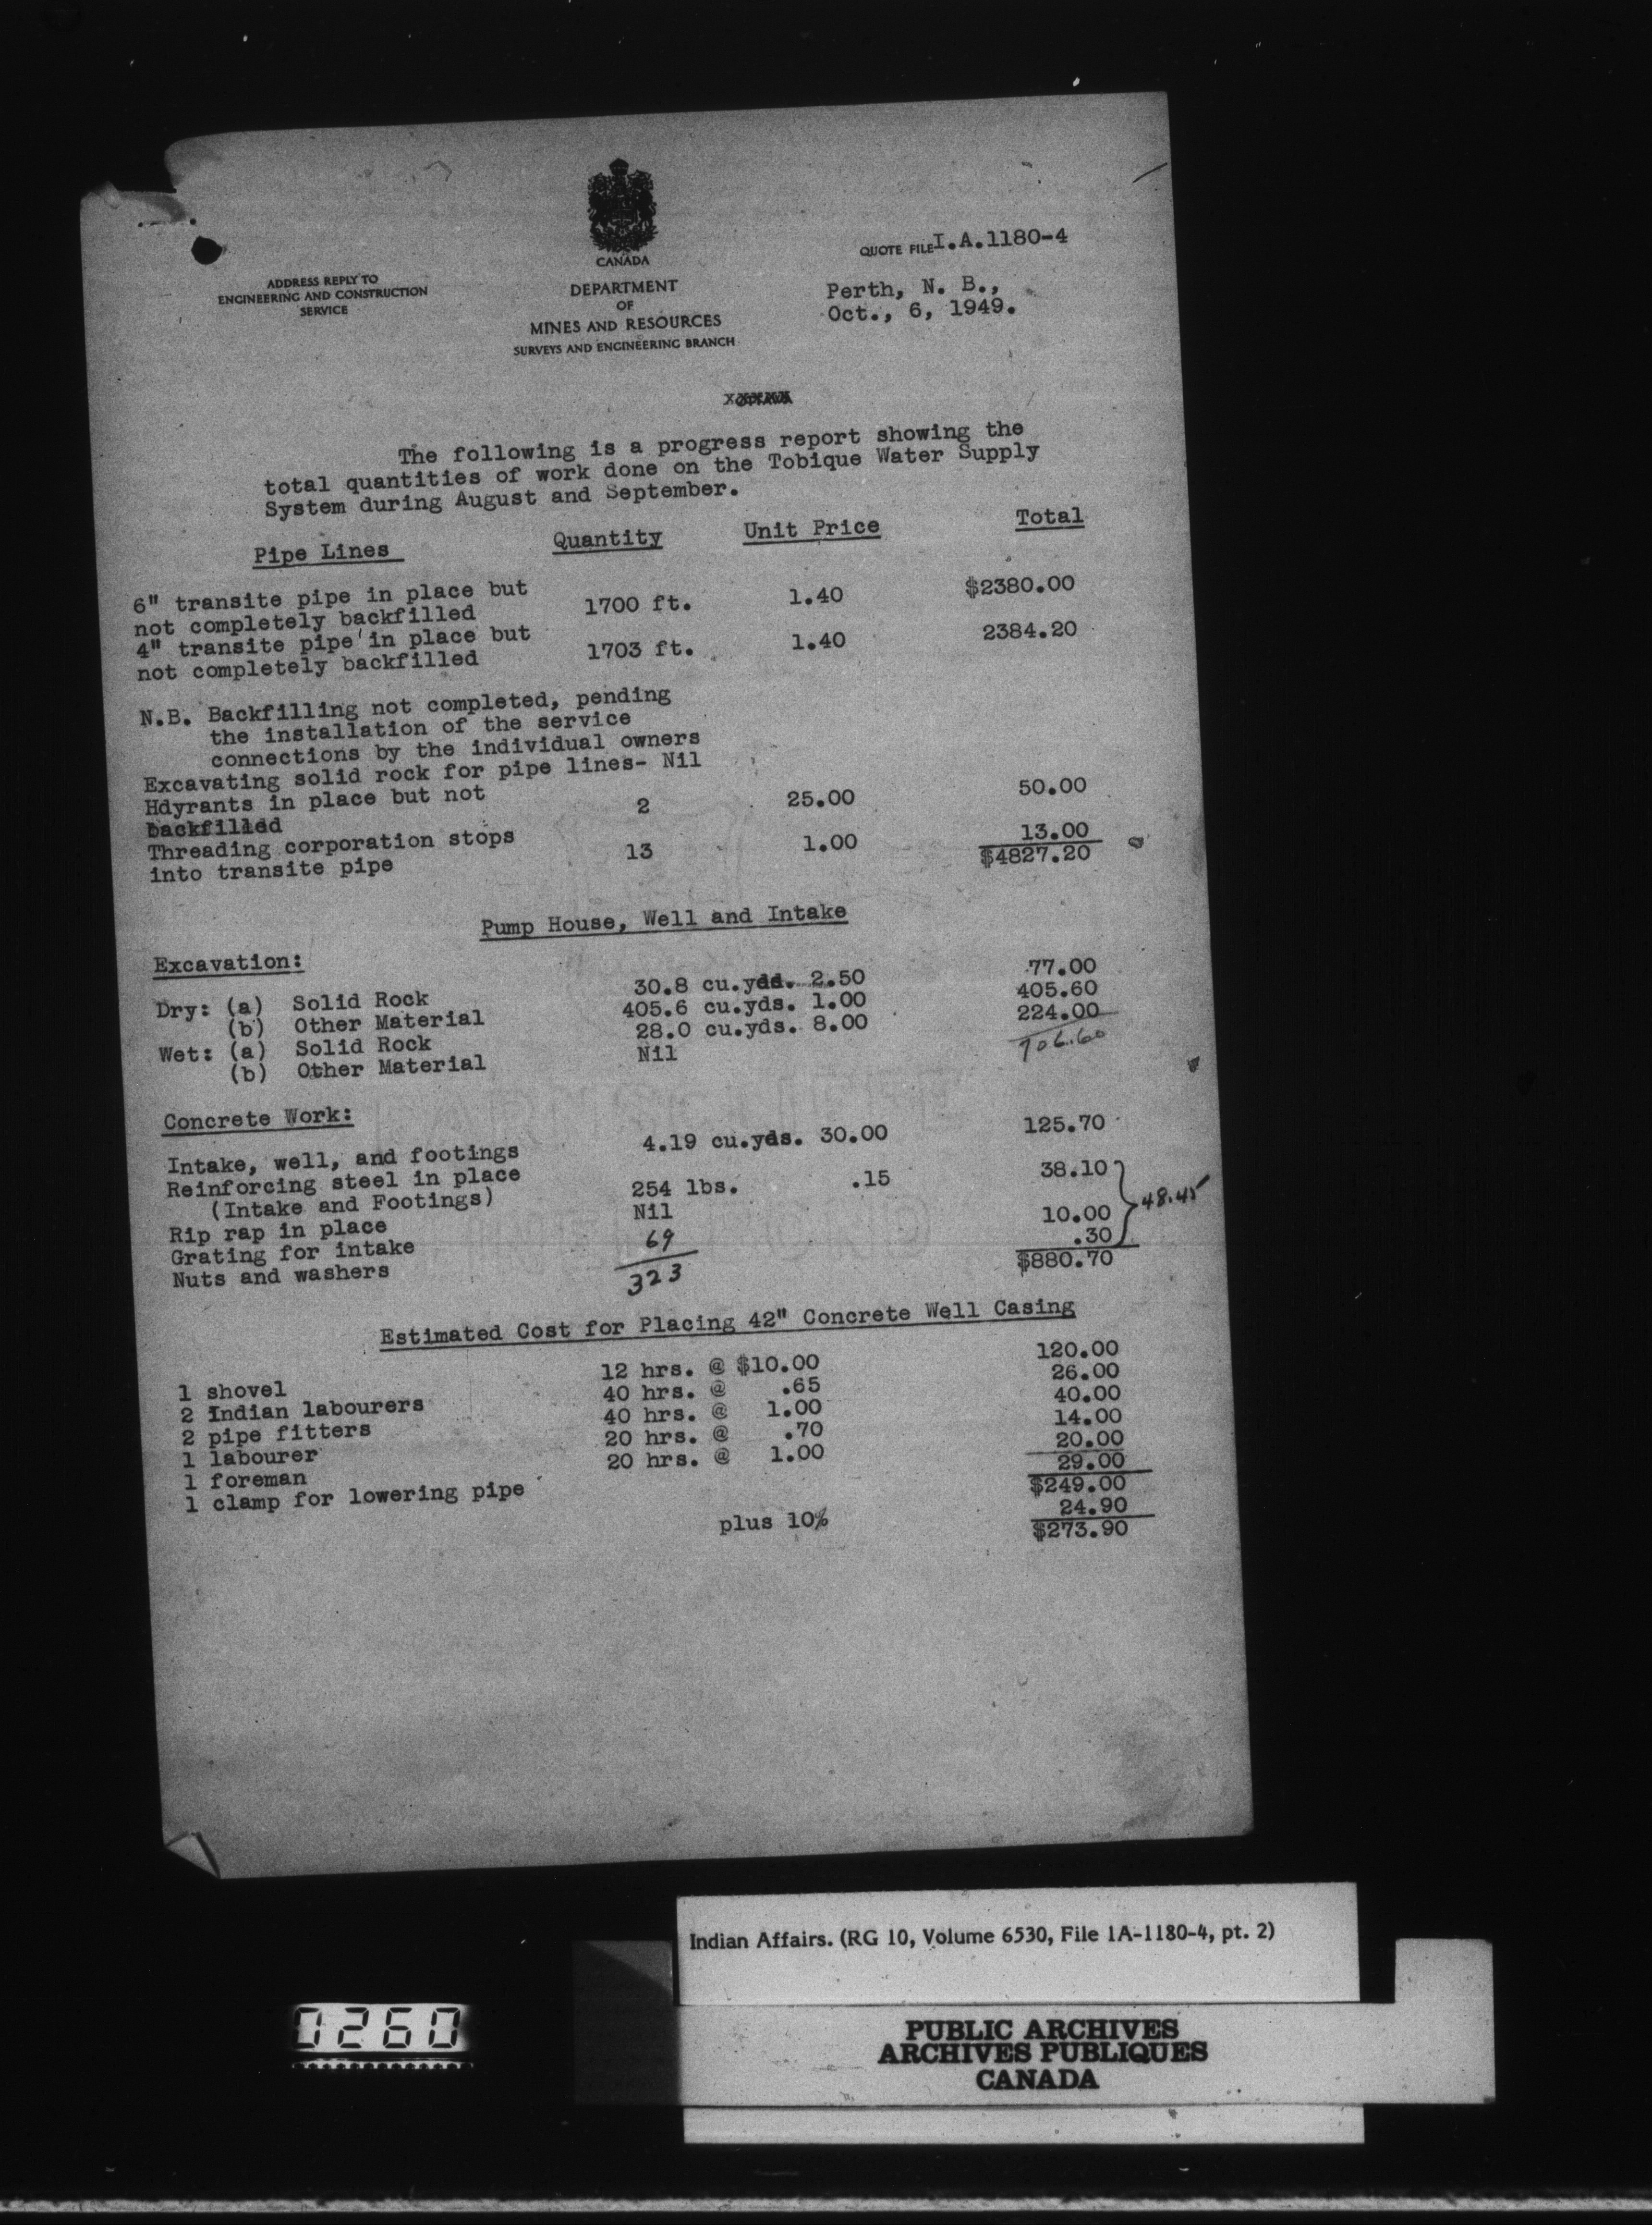 CANADA
QUOTE FILE I.A.1180-4
ADDRESS REPLY TO
ENGINEERING AND CONSTRUCTION
SERVICE
DEPARTMENT
OF
MINES AND RESOURCES
SURVEYS AND ENGINEERING BRANCH
Perth, N. B.,
Oct., 6, 1949.
The following is a progress report showing the
total quantities of work done on the Tobique Water Supply
System during August and September.
Pipe Lines Quantity Unit Price Total
6" transite pipe in place but
not completely backfilled 1700 ft. 1.40 $2380.00
4" transite pipe in place but
not completely backfilled 1703 ft. 1.40 2384.20
N.B. Backfilling not completed, pending
the installation of the service
connections by the individual owners
Excavating solid rock for pipe lines- Nil
Hdyrants in place but not
backfilled 2 25.00 50.00
Threading corporation stops
into transite pipe 13 1.00 13.00
$4827.20
Pump House, Well and Intake
Excavation:
Dry: (a) Solid Rock 30.8 cu.yds. 2.50 77.00
(b) Other Material 405.6 cu.yds. 1.00 405.60
Wet: (a) Solid Rock 28.0 cu.yds. 8.00 224.00
(b) Other Material Nil 706.60
Concrete Work:
Intake, well, and footings 4.19 cu.yds. 30.00 125.70
Reinforcing steel in place
(Intake and Footings) 254 lbs. .15 38.10
Rip rap in place Nil
Grating for intake 69 10.00 48.45
Nuts and washers 323 .30
$880.70
Estimated Cost for Placing 42" Concrete Well Casing
1 shovel 12 hrs. @ $10.00 120.00
2 Indian labourers 40 hrs. @ .65 26.00
2 pipe fitters 40 hrs. @ 1.00 40.00
1 labourer 20 hrs. @ .70 14.00
1 foreman 20 hrs. @ 1.00 20.00
1 clamp for lowering pipe 29.00
$249.00
plus 10% 24.90
$273.90
Indian Affairs. (RG 10, Volume 6530, File 1A-1180-4, pt. 2)
0260
PUBLIC ARCHIVES
ARCHIVES PUBLIQUES
CANADA